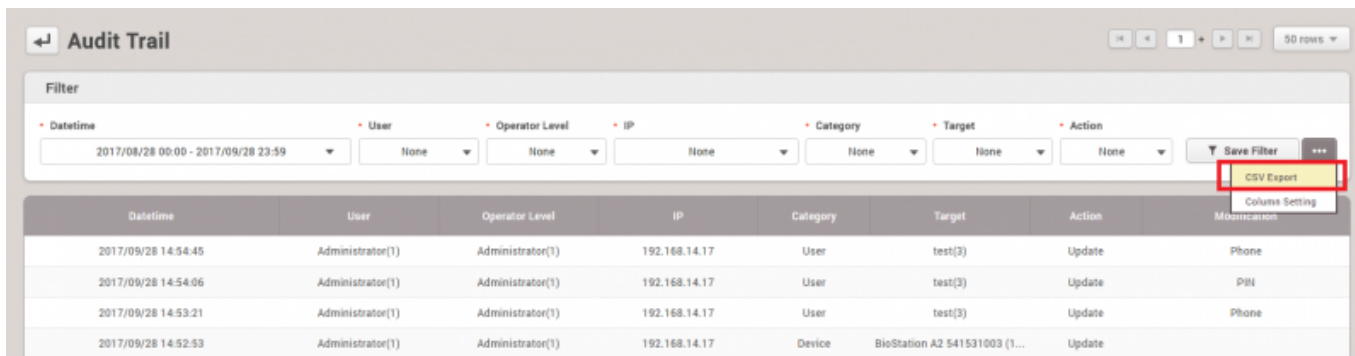 Audit Trail
1 + 50 rows
Filter
Datetime User Operator Level IP Category Target Action
2017/08/28 00:00 - 2017/09/28 23:59 None None None None None None Save Filter
CSV Export
Column Setting
Datetime User Operator Level IP Category Target Action Modification
2017/09/28 14:54:45 Administrator(1) Administrator(1) 192.168.14.17 User test(3) Update Phone
2017/09/28 14:54:06 Administrator(1) Administrator(1) 192.168.14.17 User test(3) Update PIN
2017/09/28 14:53:21 Administrator(1) Administrator(1) 192.168.14.17 User test(3) Update Phone
2017/09/28 14:52:53 Administrator(1) Administrator(1) 192.168.14.17 Device BioStation A2 541531003 (1... Update